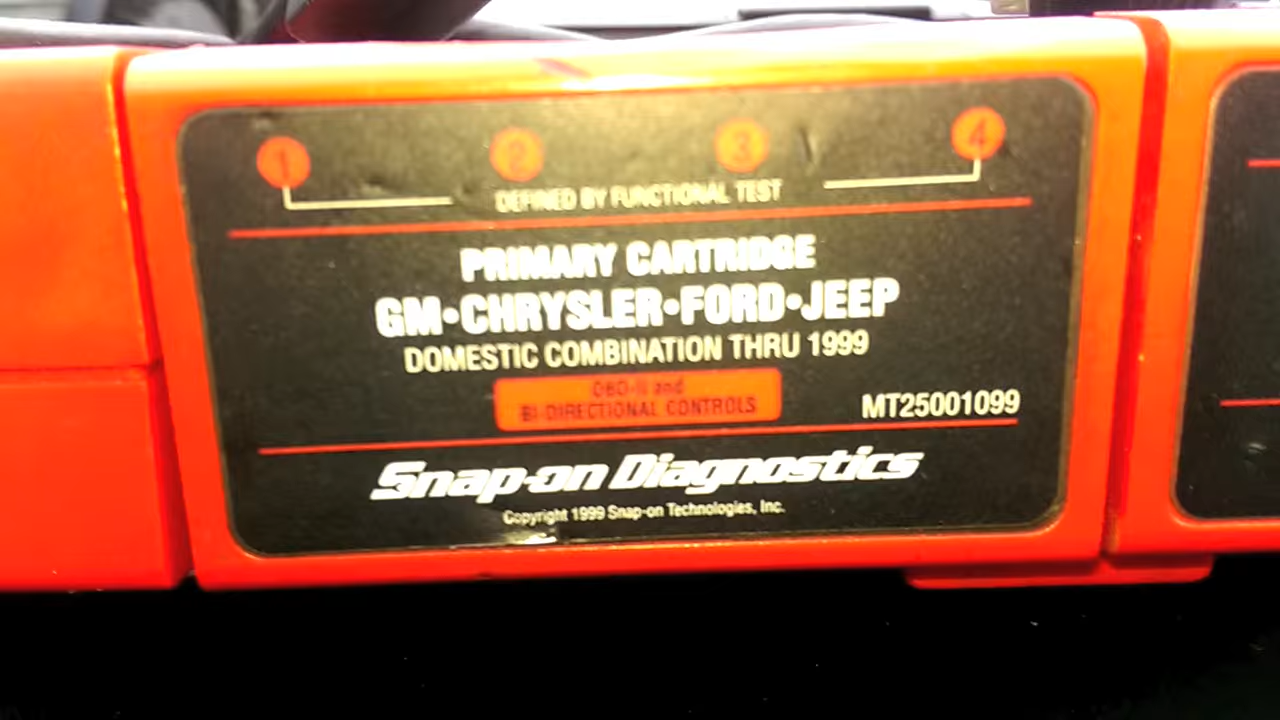 1 2 3 4
DEFINED BY FUNCTIONAL TEST
PRIMARY CARTRIDGE
GM•CHRYSLER•FORD•JEEP
DOMESTIC COMBINATION THRU 1999
OBD-II and
BI-DIRECTIONAL CONTROLS
MT25001099
Snap-on Diagnostics
Copyright 1999 Snap-on Technologies, Inc.